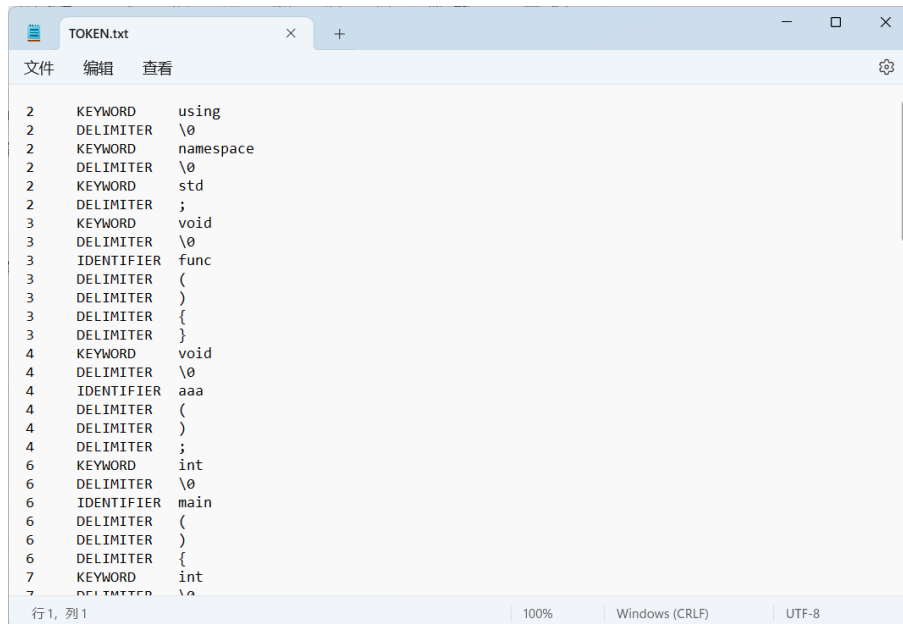 TOKEN.txt
文件 编辑 查看
2 KEYWORD using
2 DELIMITER \0
2 KEYWORD namespace
2 DELIMITER \0
2 KEYWORD std
2 DELIMITER ;
3 KEYWORD void
3 DELIMITER \0
3 IDENTIFIER func
3 DELIMITER (
3 DELIMITER )
3 DELIMITER {
3 DELIMITER }
4 KEYWORD void
4 DELIMITER \0
4 IDENTIFIER aaa
4 DELIMITER (
4 DELIMITER )
4 DELIMITER ;
6 KEYWORD int
6 DELIMITER \0
6 IDENTIFIER main
6 DELIMITER (
6 DELIMITER )
6 DELIMITER {
7 KEYWORD int
7 DELIMITER \0
行 1, 列 1 100% Windows (CRLF) UTF-8